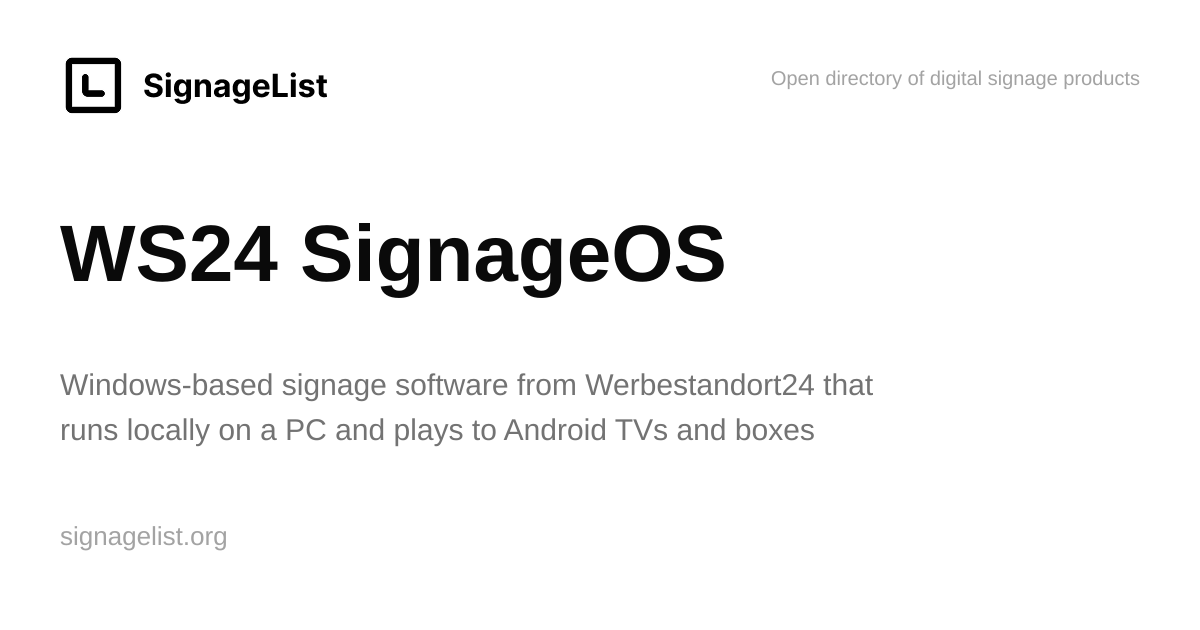 SignageList
Open directory of digital signage products
WS24 SignageOS
Windows-based signage software from Werbestandort24 that
runs locally on a PC and plays to Android TVs and boxes
signagelist.org